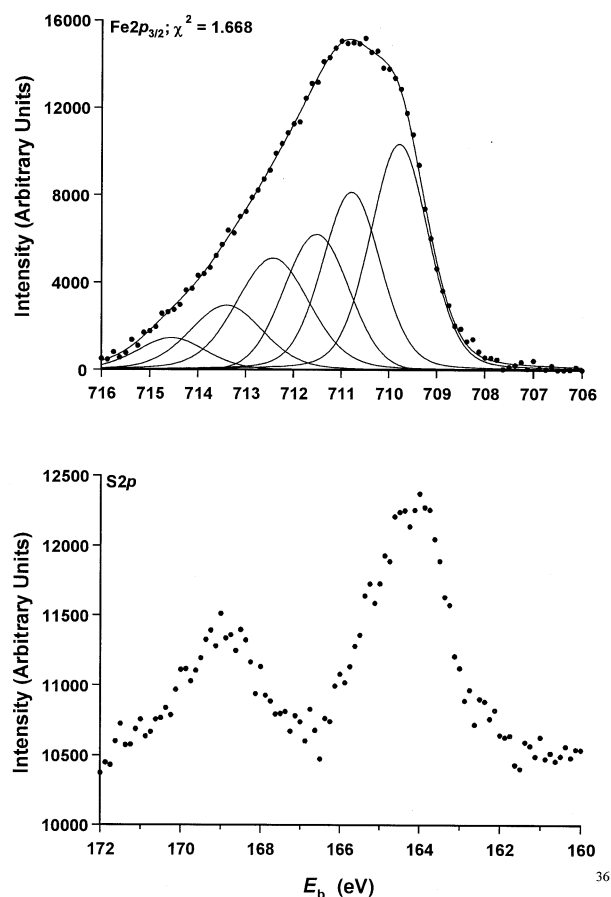 Fe2p3/2; χ² = 1.668
Intensity (Arbitrary Units)
16000
12000
8000
4000
0
716 715 714 713 712 711 710 709 708 707 706
S2p
Intensity (Arbitrary Units)
12500
12000
11500
11000
10500
10000
172 170 168 166 164 162 160
Eb (eV)
36